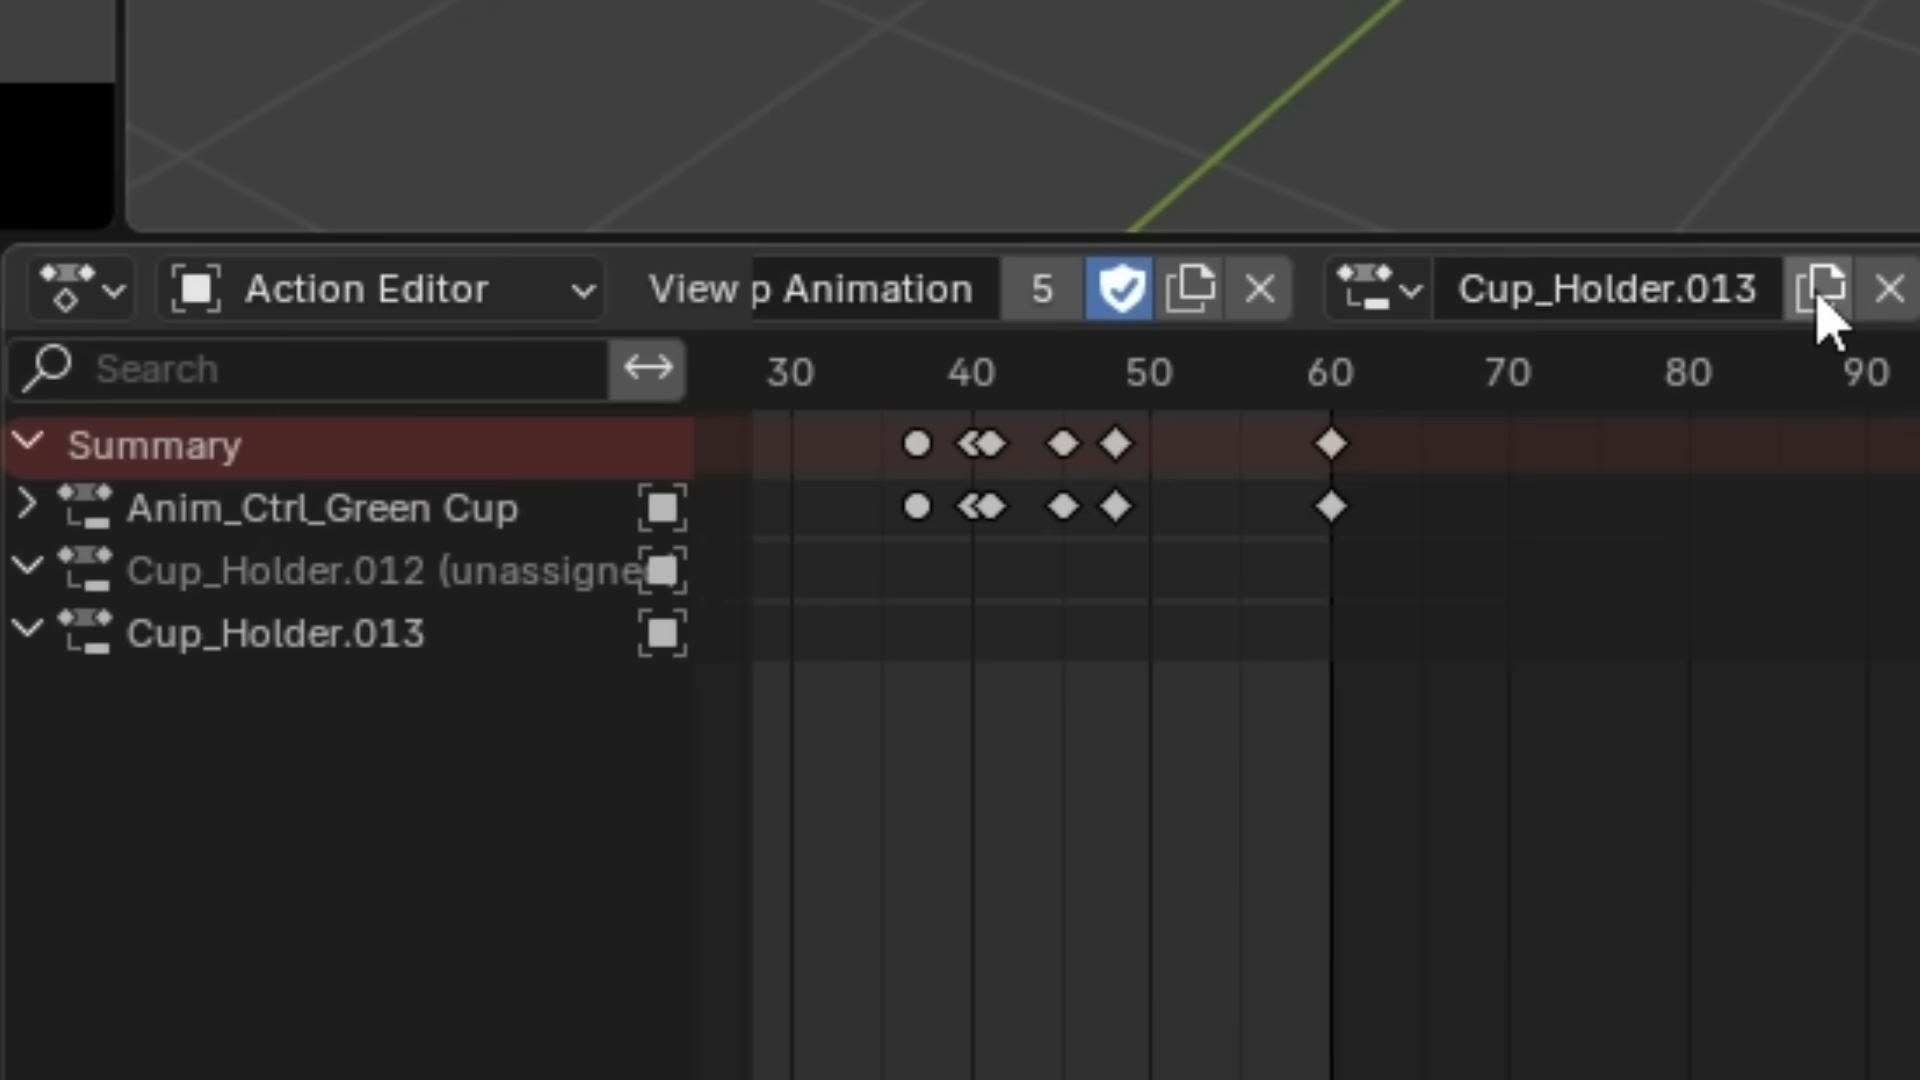 Action Editor View p Animation 5 Cup_Holder.013
Search 30 40 50 60 70 80 90
Summary
Anim_Ctrl_Green Cup
Cup_Holder.012 (unassigne
Cup_Holder.013